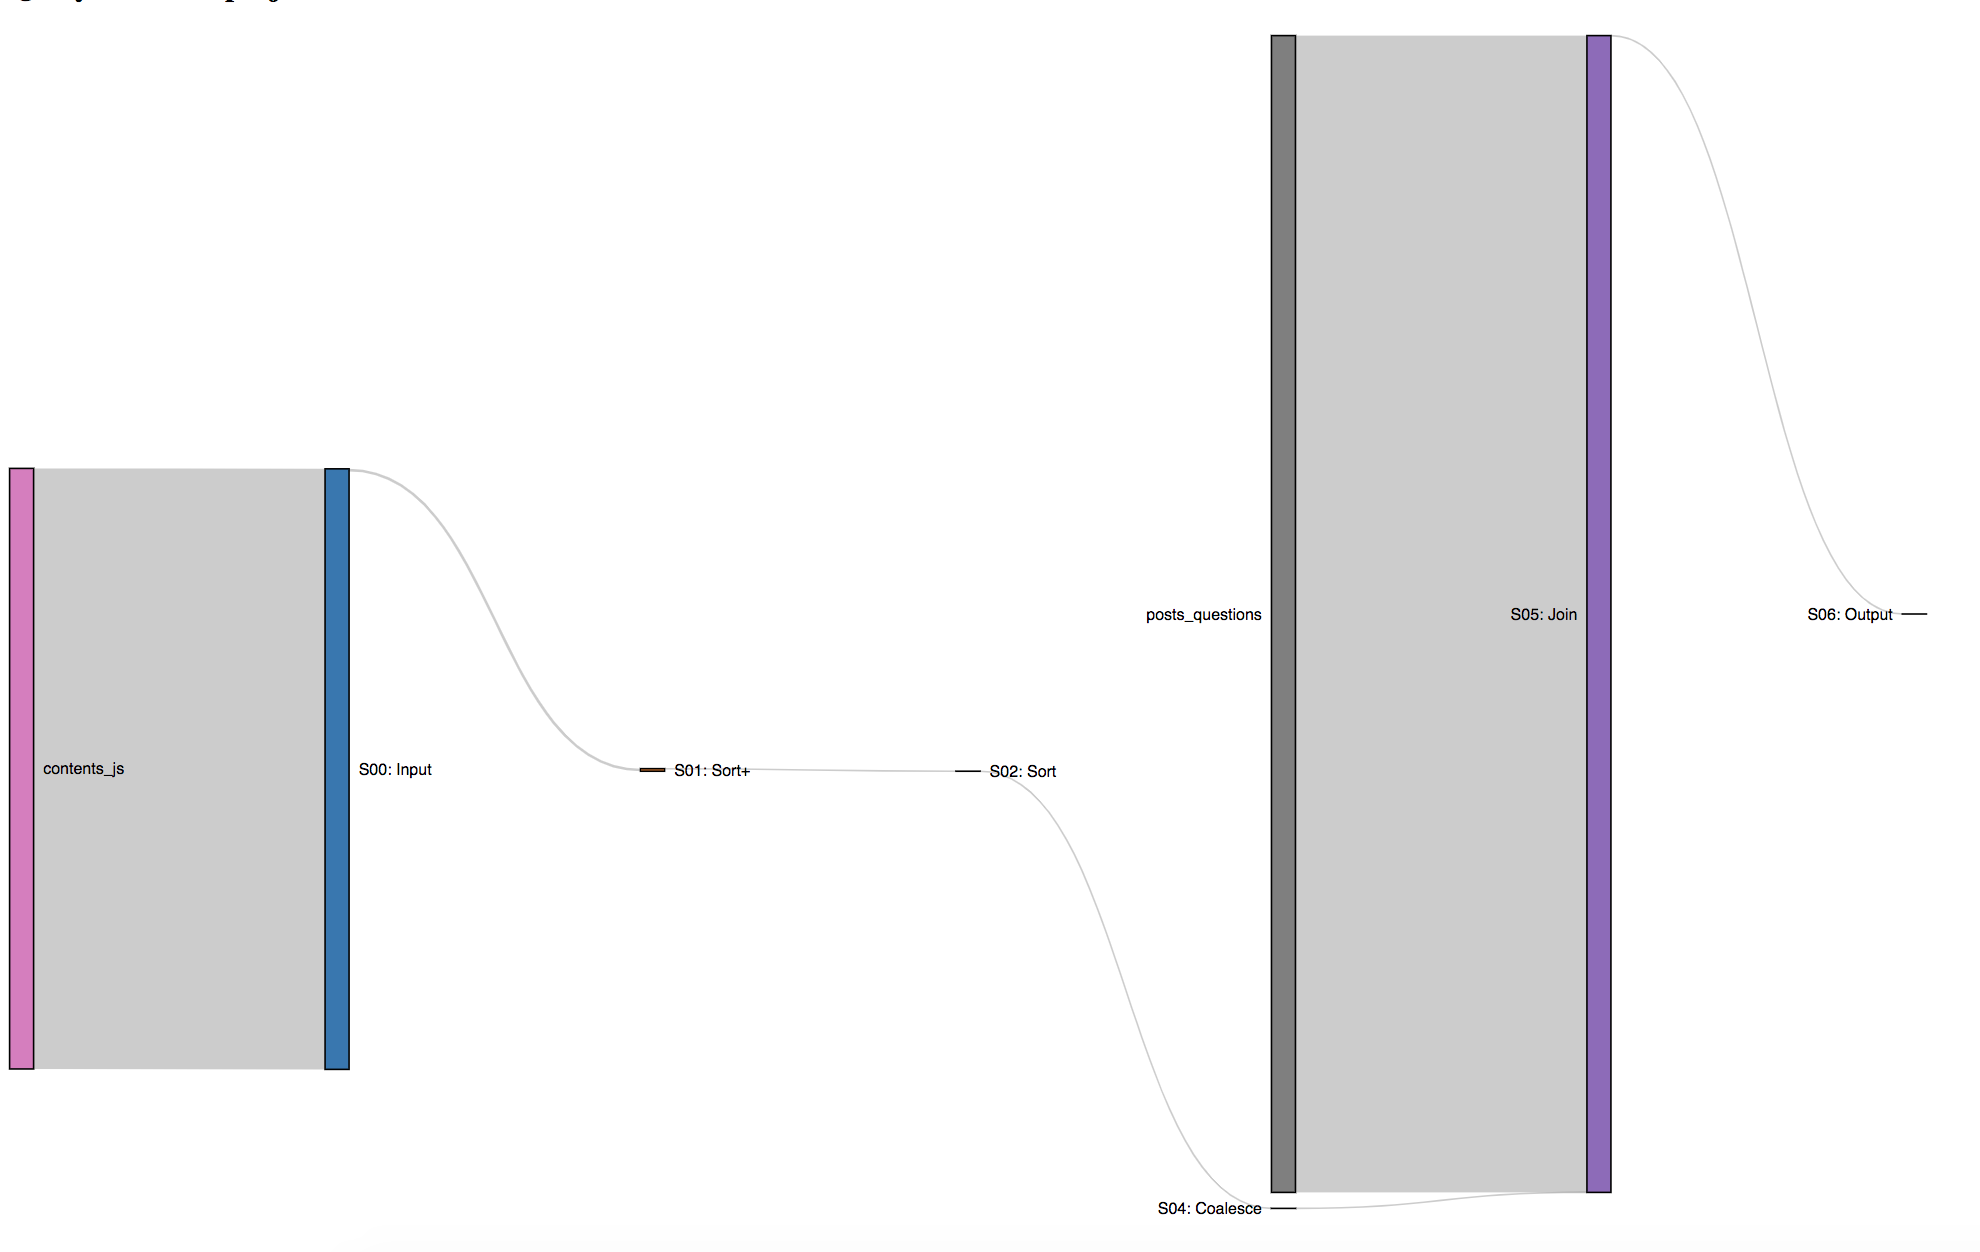 contents_js
S00: Input
S01: Sort+
S02: Sort
posts_questions
S04: Coalesce
S05: Join
S06: Output